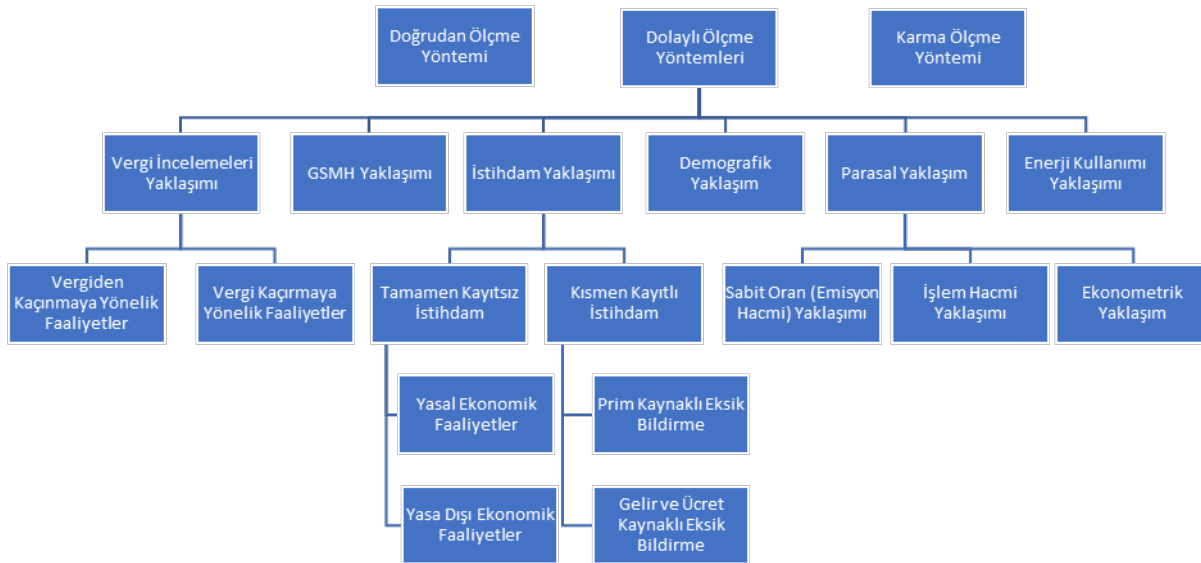 Doğrudan Ölçme
Yöntemi
Dolaylı Ölçme
Yöntemleri
Karma Ölçme
Yöntemi
Vergi İncelemeleri
Yaklaşımı
GSMH Yaklaşımı
İstihdam Yaklaşımı
Demografik
Yaklaşım
Parasal Yaklaşım
Enerji Kullanımı
Yaklaşımı
Vergiden
Kaçınmaya Yönelik
Faaliyetler
Vergi Kaçırmaya
Yönelik Faaliyetler
Tamamen Kayıtsız
İstihdam
Kısmen Kayıtlı
İstihdam
Sabit Oran (Emisyon
Hacmi) Yaklaşımı
İşlem Hacmi
Yaklaşımı
Ekonometrik
Yaklaşım
Yasal Ekonomik
Faaliyetler
Prim Kaynaklı Eksik
Bildirme
Yasa Dışı Ekonomik
Faaliyetler
Gelir ve Ücret
Kaynaklı Eksik
Bildirme